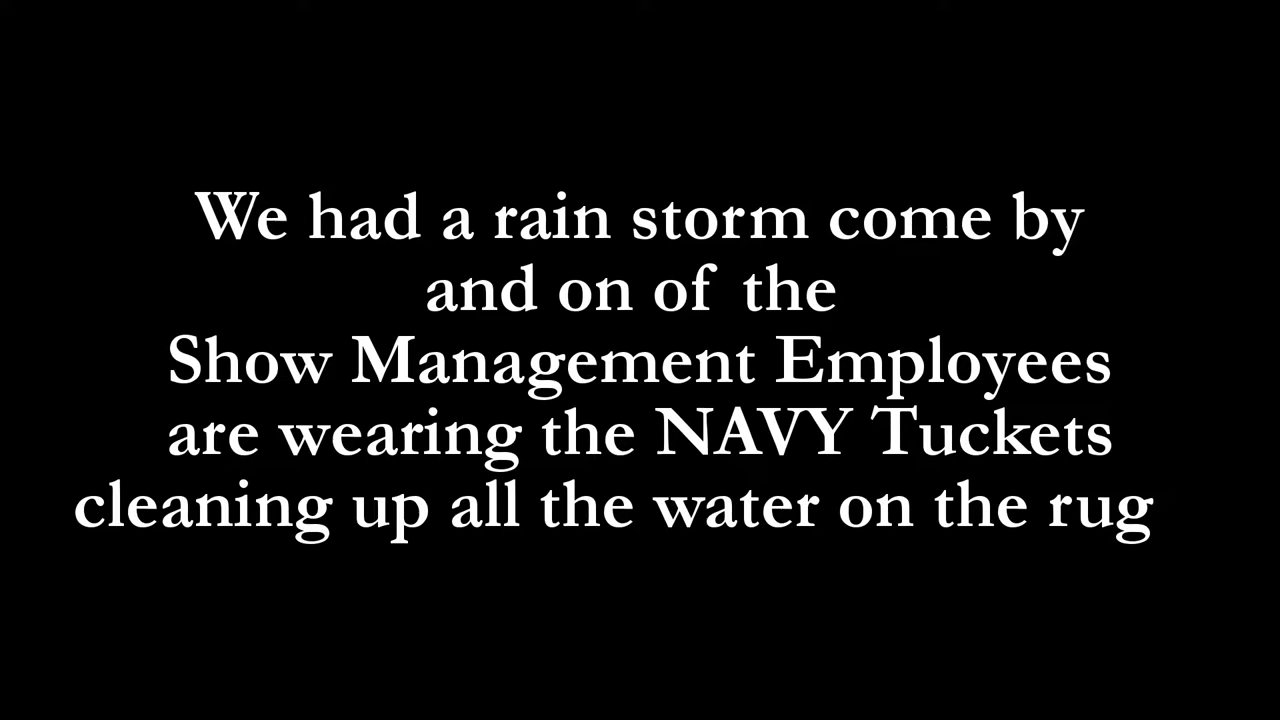 We had a rain storm come by
and on of the
Show Management Employees
are wearing the NAVY Tuckets
cleaning up all the water on the rug